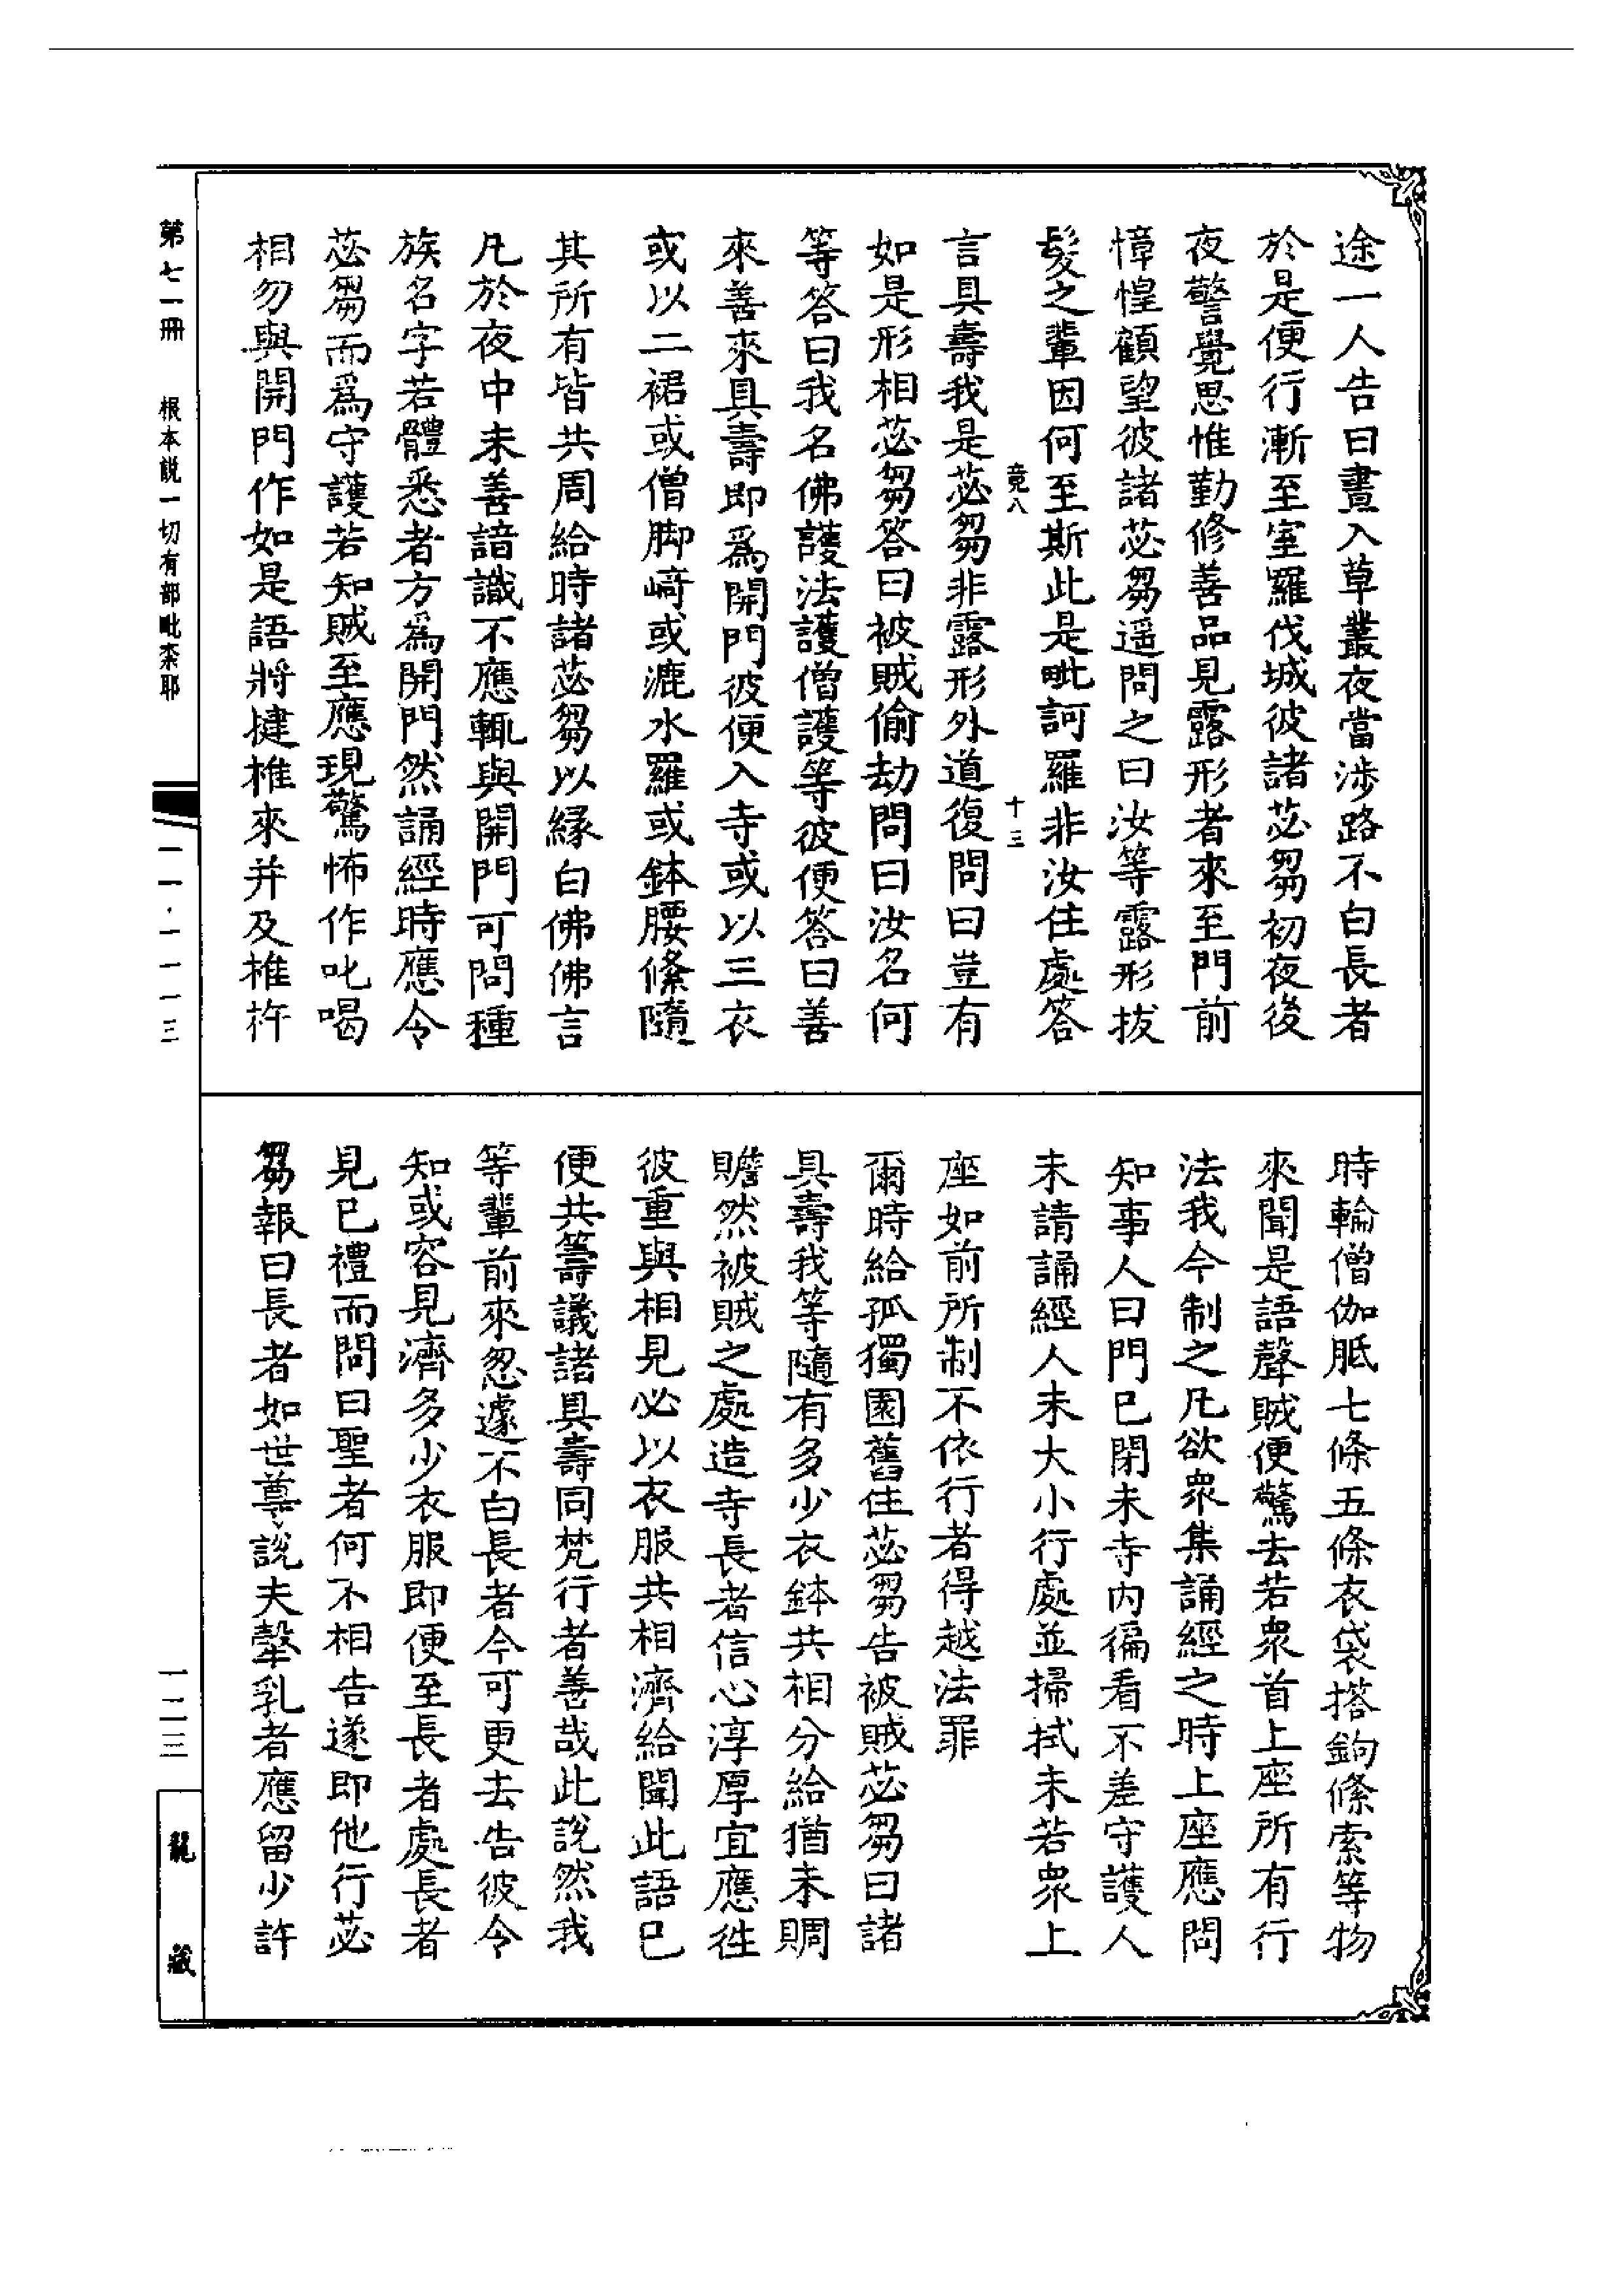 途一人告曰晝入草叢夜當涉路不白長者
於是便行漸至室羅伐城彼諸苾芻初夜後
夜警覺思惟勤修善品見露形者來至門前
慞惶顧望彼諸苾芻遥問之曰汝等露形拔
髮之輩因何至斯此是毗訶羅非汝住處答
竟八 十三
言具壽我是苾芻非露形外道復問曰豈有
如是形相苾芻答曰被賊偷劫問曰汝名何
等答曰我名佛護法護僧護等彼便答曰善
來善來具壽即爲開門彼便入寺或以三衣
或以二裙或僧脚崎或漉水羅或鉢腰絛隨
其所有皆共周給時諸苾芻以縁白佛佛言
凡於夜中未善諳識不應輒與開門可問種
族名字若體悉者方爲開門然誦經時應令
苾芻而爲守護若知賊至應現驚怖作叱喝
相勿與開門作如是語將揵椎來并及椎杵
時輪僧伽胝七條五條衣袋搭鉤絛索等物
來聞是語聲賊便驚去若衆首上座所有行
法我今制之凡欲衆集誦經之時上座應問
知事人曰門已閉未寺内徧看不差守護人
未請誦經人未大小行處並掃拭未若衆上
座如前所制不依行者得越法罪
爾時給孤獨園舊住苾芻告被賊苾芻曰諸
具壽我等隨有多少衣鉢共相分給猶未賙
贍然被賊之處造寺長者信心淳厚宜應徃
彼重與相見必以衣服共相濟給聞此語已
便共籌議諸具壽同梵行者善哉此說然我
等輩前來忽遽不白長者今可更去告彼令
知或容見濟多少衣服即便至長者處長者
見已禮而問曰聖者何不相告遂即他行苾
芻報曰長者如世尊說夫𤛓乳者應留少許
第七一冊 根本說一切有部毗柰耶
一一·一一一三
一二三
龍藏